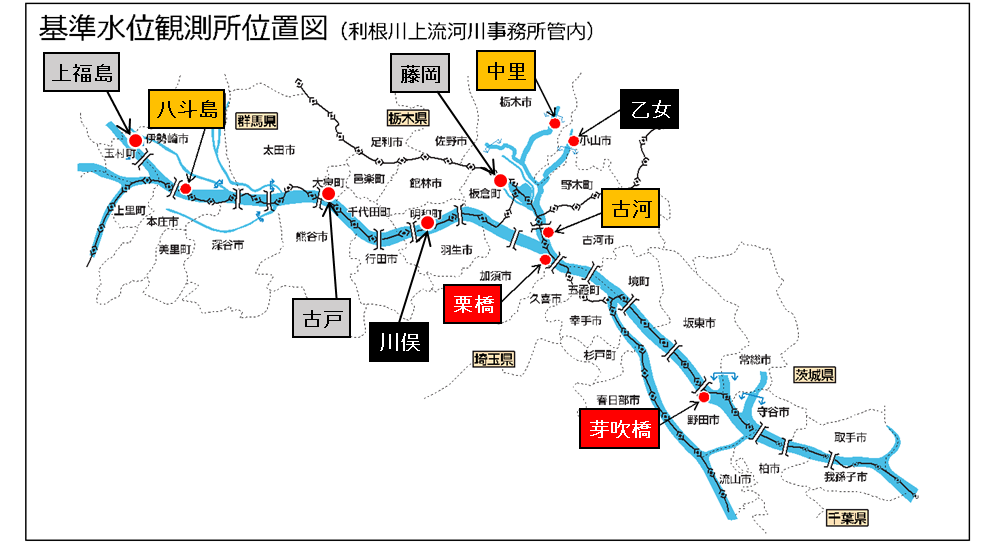 基準水位観測所位置図（利根川上流河川事務所管内）
上福島
八斗島
藤岡
中里
乙女
群馬県
栃木県
栃木市
小山市
伊勢崎市
玉村町
太田市
足利市
佐野市
大泉町
邑楽町
館林市
板倉町
野木町
千代田町
明和町
古河
古河市
上里町
本庄市
美里町
深谷市
熊谷市
行田市
羽生市
加須市
栗橋
久喜市
五霞町
境町
古戸
川俣
幸手市
坂東市
杉戸町
埼玉県
常総市
茨城県
春日部市
芽吹橋
野田市
守谷市
取手市
流山市
柏市
我孫子市
千葉県